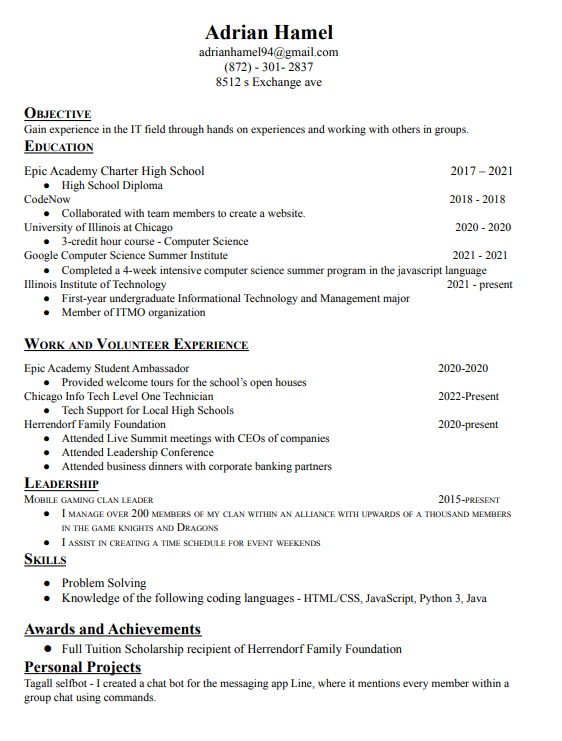 Adrian Hamel
adrianhamel94@gmail.com
(872) - 301- 2837
8512 s Exchange ave
OBJECTIVE
Gain experience in the IT field through hands on experiences and working with others in groups.
EDUCATION
Epic Academy Charter High School 2017 – 2021
● High School Diploma
CodeNow 2018 - 2018
● Collaborated with team members to create a website.
University of Illinois at Chicago 2020 - 2020
● 3-credit hour course - Computer Science
Google Computer Science Summer Institute 2021 - 2021
● Completed a 4-week intensive computer science summer program in the javascript language
Illinois Institute of Technology 2021 - present
● First-year undergraduate Informational Technology and Management major
● Member of ITMO organization
WORK AND VOLUNTEER EXPERIENCE
Epic Academy Student Ambassador 2020-2020
● Provided welcome tours for the school’s open houses
Chicago Info Tech Level One Technician 2022-Present
● Tech Support for Local High Schools
Herrendorf Family Foundation 2020-present
● Attended Live Summit meetings with CEOs of companies
● Attended Leadership Conference
● Attended business dinners with corporate banking partners
LEADERSHIP
MOBILE GAMING CLAN LEADER 2015-PRESENT
● I MANAGE OVER 200 MEMBERS OF MY CLAN WITHIN AN ALLIANCE WITH UPWARDS OF A THOUSAND MEMBERS
IN THE GAME KNIGHTS AND DRAGONS
● I ASSIST IN CREATING A TIME SCHEDULE FOR EVENT WEEKENDS
SKILLS
● Problem Solving
● Knowledge of the following coding languages - HTML/CSS, JavaScript, Python 3, Java
Awards and Achievements
● Full Tuition Scholarship recipient of Herrendorf Family Foundation
Personal Projects
Tagall selfbot - I created a chat bot for the messaging app Line, where it mentions every member within a
group chat using commands.